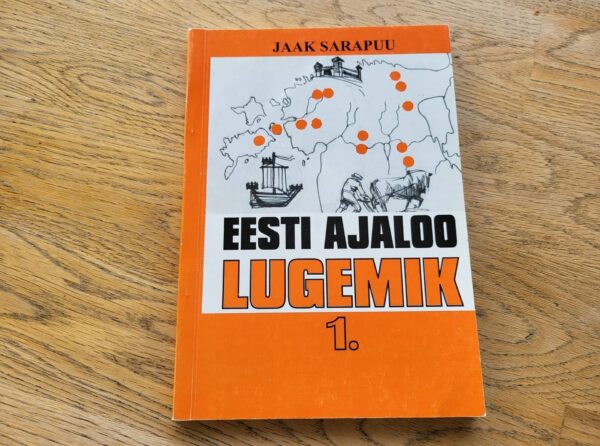 JAAK SARAPUU
EESTI AJALOO
LUGEMIK
1.